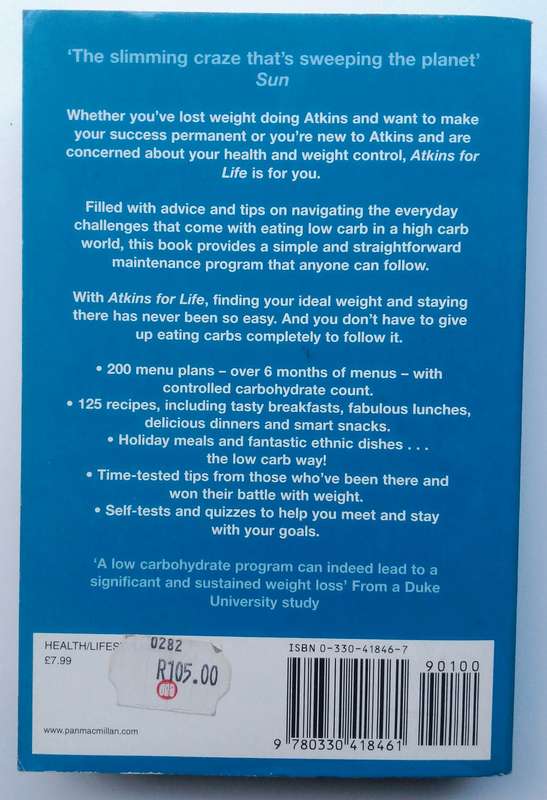 ‘The slimming craze that’s sweeping the planet’
Sun
Whether you’ve lost weight doing Atkins and want to make
your success permanent or you’re new to Atkins and are
concerned about your health and weight control, Atkins for
Life is for you.
Filled with advice and tips on navigating the everyday
challenges that come with eating low carb in a high carb
world, this book provides a simple and straightforward
maintenance program that anyone can follow.
With Atkins for Life, finding your ideal weight and staying
there has never been so easy. And you don’t have to give
up eating carbs completely to follow it.
• 200 menu plans – over 6 months of menus – with
controlled carbohydrate count.
• 125 recipes, including tasty breakfasts, fabulous lunches,
delicious dinners and smart snacks.
• Holiday meals and fantastic ethnic dishes . . .
the low carb way!
• Time-tested tips from those who’ve been there and
won their battle with weight.
• Self-tests and quizzes to help you meet and stay
with your goals.
‘A low carbohydrate program can indeed lead to a
significant and sustained weight loss’ From a Duke
University study
HEALTH/LIFES
£7.99
0282
R105.00
www.panmacmillan.com
ISBN 0-330-41846-7
90100
9 780330 418461